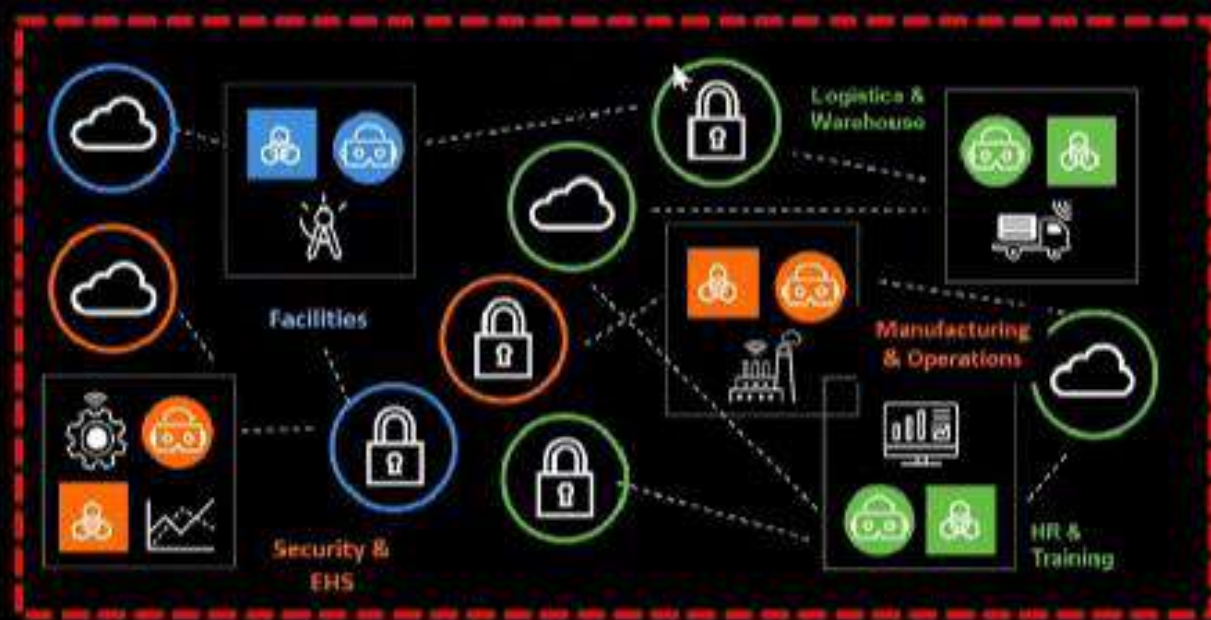 Logistics &
Warehouse
Facilities
Manufacturing
& Operations
Security &
EHS
HR &
Training